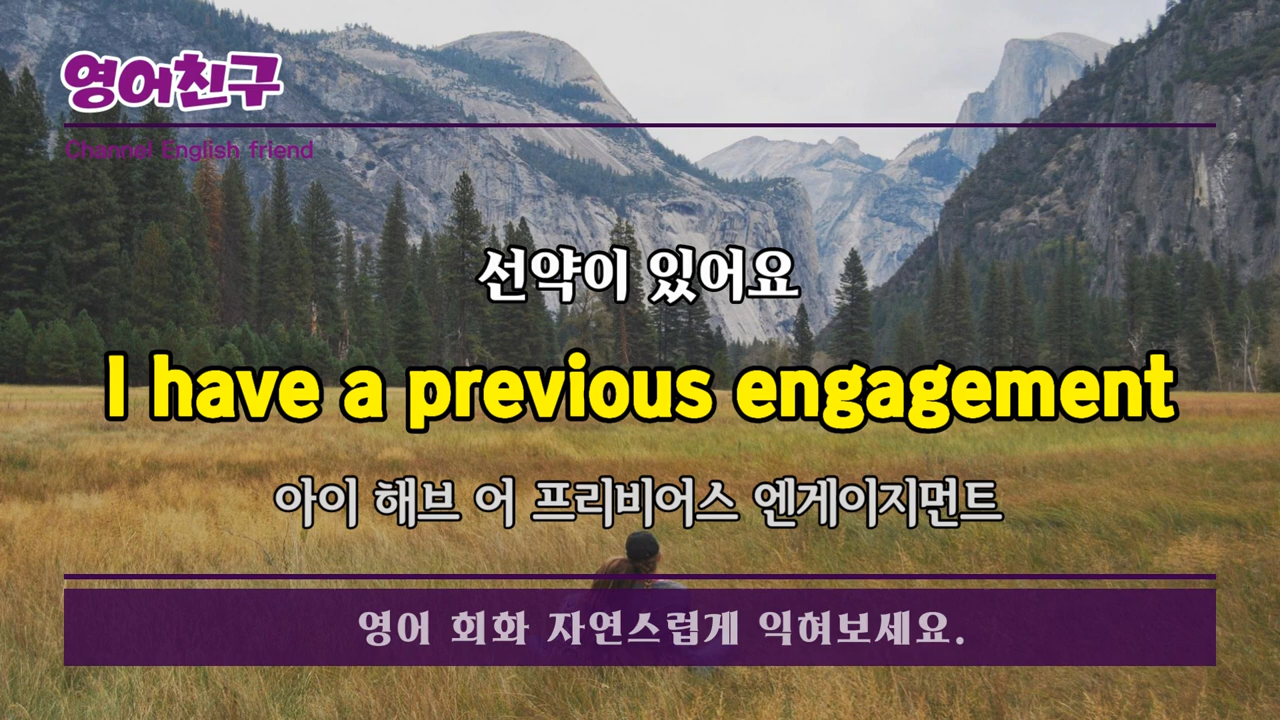 영어친구
Channel English friend
선약이 있어요
I have a previous engagement
아이 해브 어 프리비어스 엔게이지먼트
영어 회화 자연스럽게 익혀보세요.